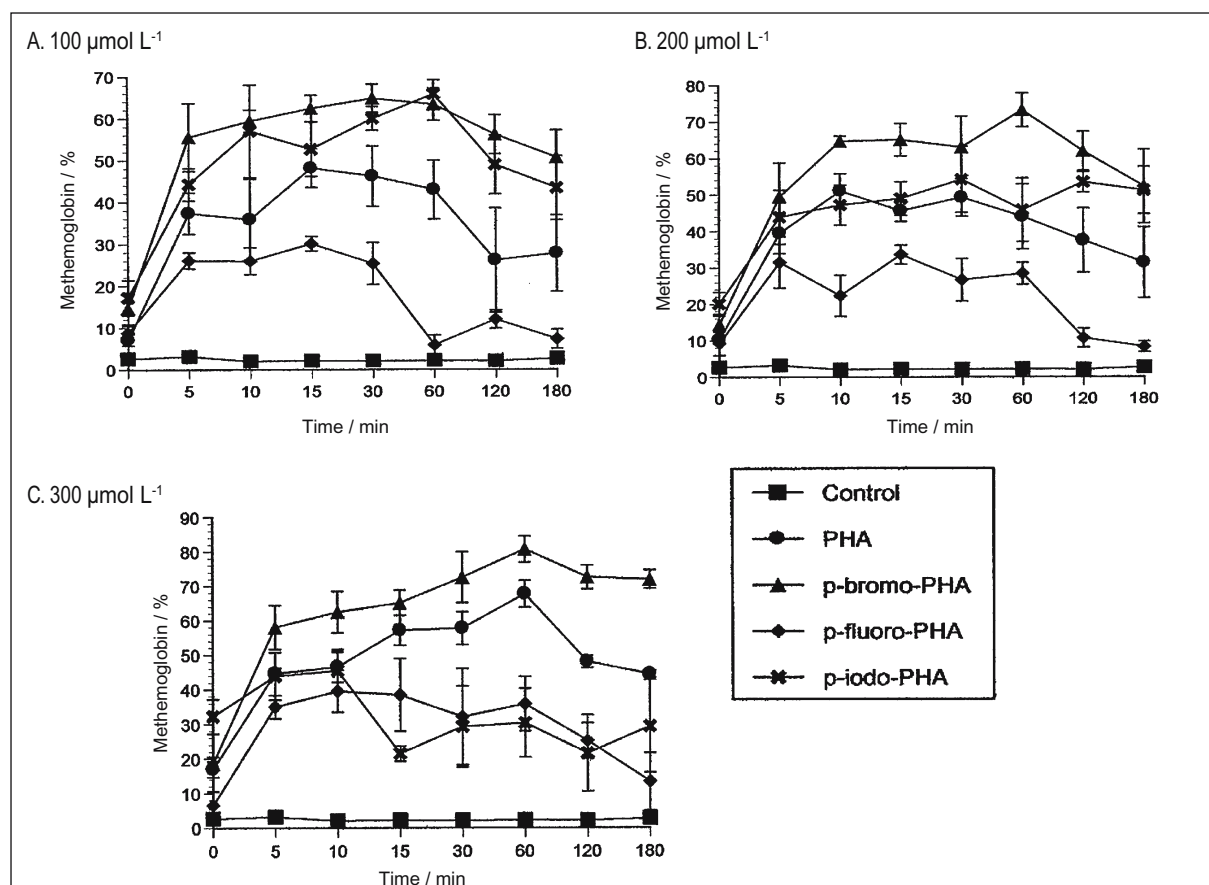 A. 100 µmol L⁻¹
B. 200 µmol L⁻¹
Methemoglobin / %
70
60
50
40
30
20
10
0
0 5 10 15 30 60 120 180
Time / min
Methemoglobin / %
80
70
60
50
40
30
20
10
0
0 5 10 15 30 60 120 180
Time / min
C. 300 µmol L⁻¹
Methemoglobin / %
90
80
70
60
50
40
30
20
10
0
0 5 10 15 30 60 120 180
Time / min
Control
PHA
p-bromo-PHA
p-fluoro-PHA
p-iodo-PHA